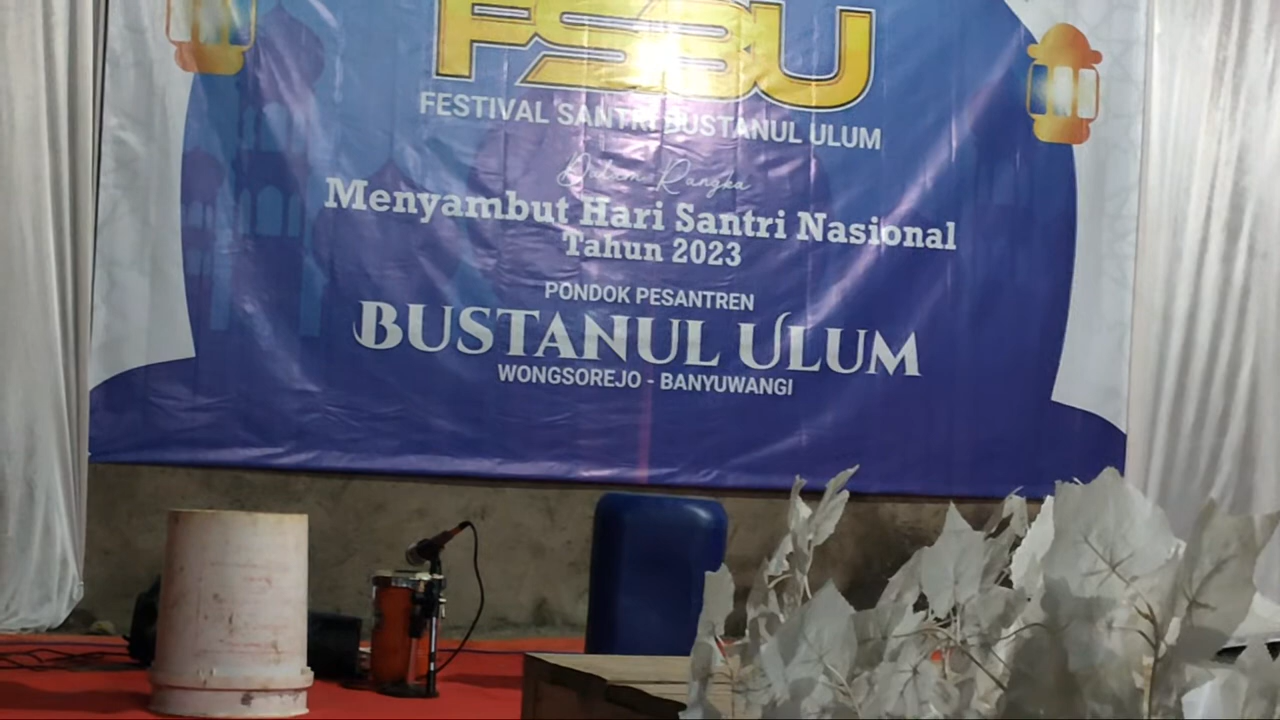 FSBU
FESTIVAL SANTRI BUSTANUL ULUM
Dalam Rangka
Menyambut Hari Santri Nasional
Tahun 2023
PONDOK PESANTREN
BUSTANUL ULUM
WONGSOREJO - BANYUWANGI